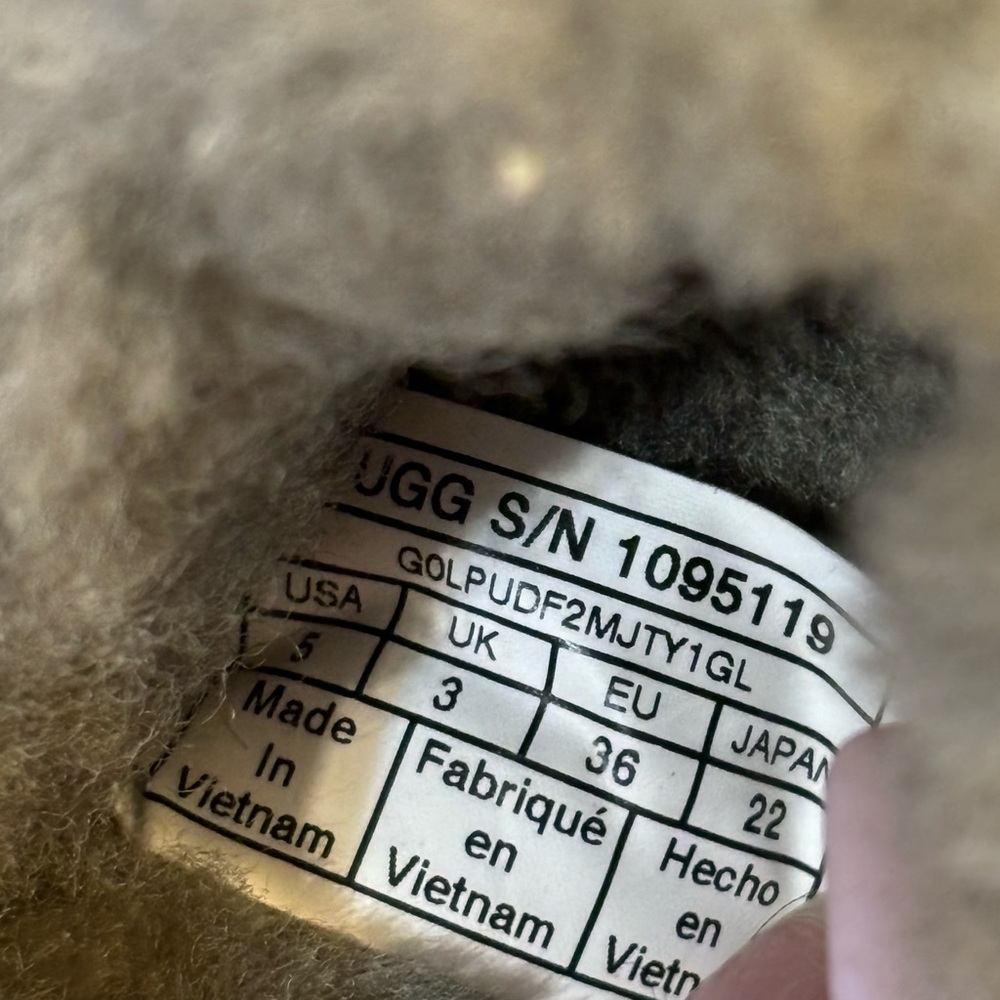 UGG S/N 1095119
G0LPUDF2MJTY1GL
USA UK EU JAPAN
5 3 36 22
Made
In
Vietnam
Fabriqué
en
Vietnam
Hecho
en
Vietn